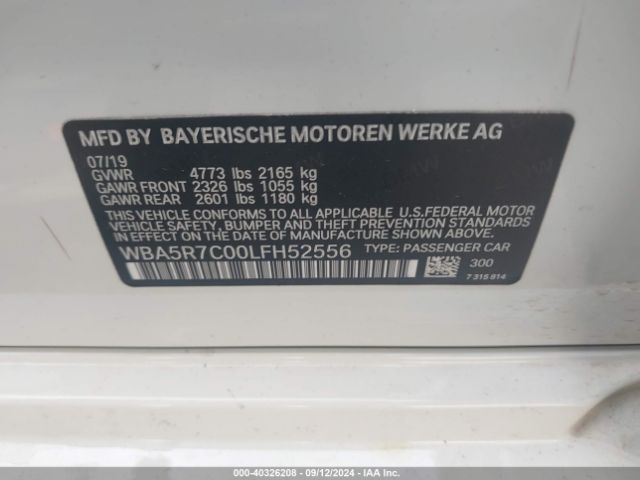 MFD BY BAYERISCHE MOTOREN WERKE AG
07/19
GVWR 4773 lbs 2165 kg
GAWR FRONT 2326 lbs 1055 kg
GAWR REAR 2601 lbs 1180 kg
THIS VEHICLE CONFORMS TO ALL APPLICABLE U.S.FEDERAL MOTOR
VEHICLE SAFETY, BUMPER, AND THEFT PREVENTION STANDARDS
IN EFFECT ON THE DATE OF MANUFACTURE SHOWN ABOVE.
WBA5R7C00LFH52556 TYPE: PASSENGER CAR
300
7 315 814
000-40326208 - 09/12/2024 - IAA Inc.